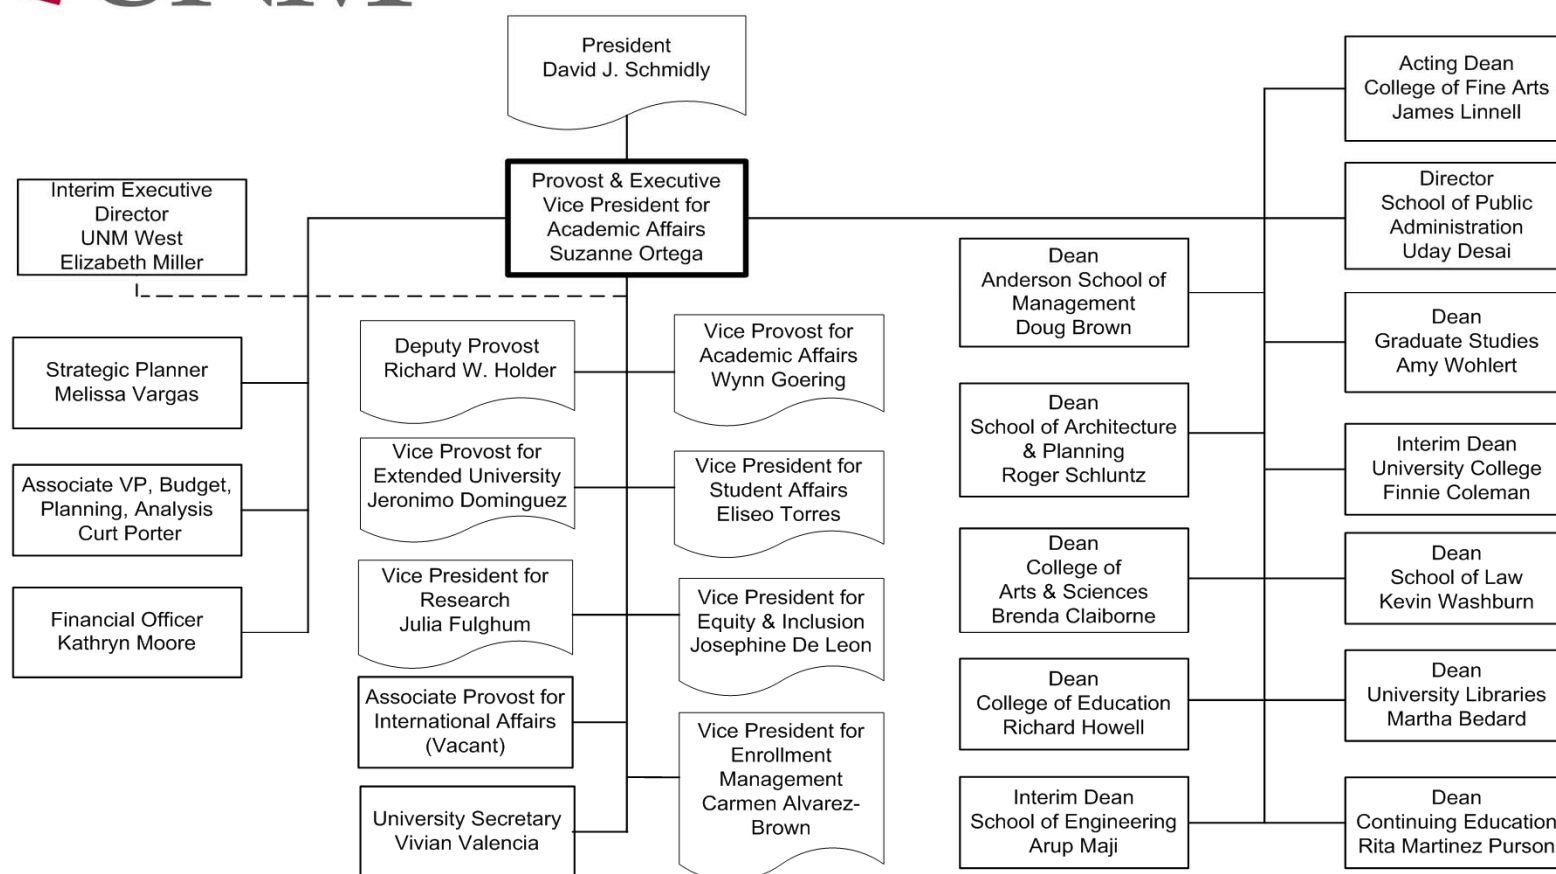 UNM
President
David J. Schmidly
Provost & Executive
Vice President for
Academic Affairs
Suzanne Ortega
Interim Executive
Director
UNM West
Elizabeth Miller
Strategic Planner
Melissa Vargas
Associate VP, Budget,
Planning, Analysis
Curt Porter
Financial Officer
Kathryn Moore
Deputy Provost
Richard W. Holder
Vice Provost for
Academic Affairs
Wynn Goering
Vice Provost for
Extended University
Jeronimo Dominguez
Vice President for
Student Affairs
Eliseo Torres
Vice President for
Research
Julia Fulghum
Vice President for
Equity & Inclusion
Josephine De Leon
Associate Provost for
International Affairs
(Vacant)
Vice President for
Enrollment
Management
Carmen Alvarez-
Brown
University Secretary
Vivian Valencia
Dean
Anderson School of
Management
Doug Brown
Dean
School of Architecture
& Planning
Roger Schluntz
Dean
College of
Arts & Sciences
Brenda Claiborne
Dean
College of Education
Richard Howell
Interim Dean
School of Engineering
Arup Maji
Acting Dean
College of Fine Arts
James Linnell
Director
School of Public
Administration
Uday Desai
Dean
Graduate Studies
Amy Wohlert
Interim Dean
University College
Finnie Coleman
Dean
School of Law
Kevin Washburn
Dean
University Libraries
Martha Bedard
Dean
Continuing Education
Rita Martinez Purson